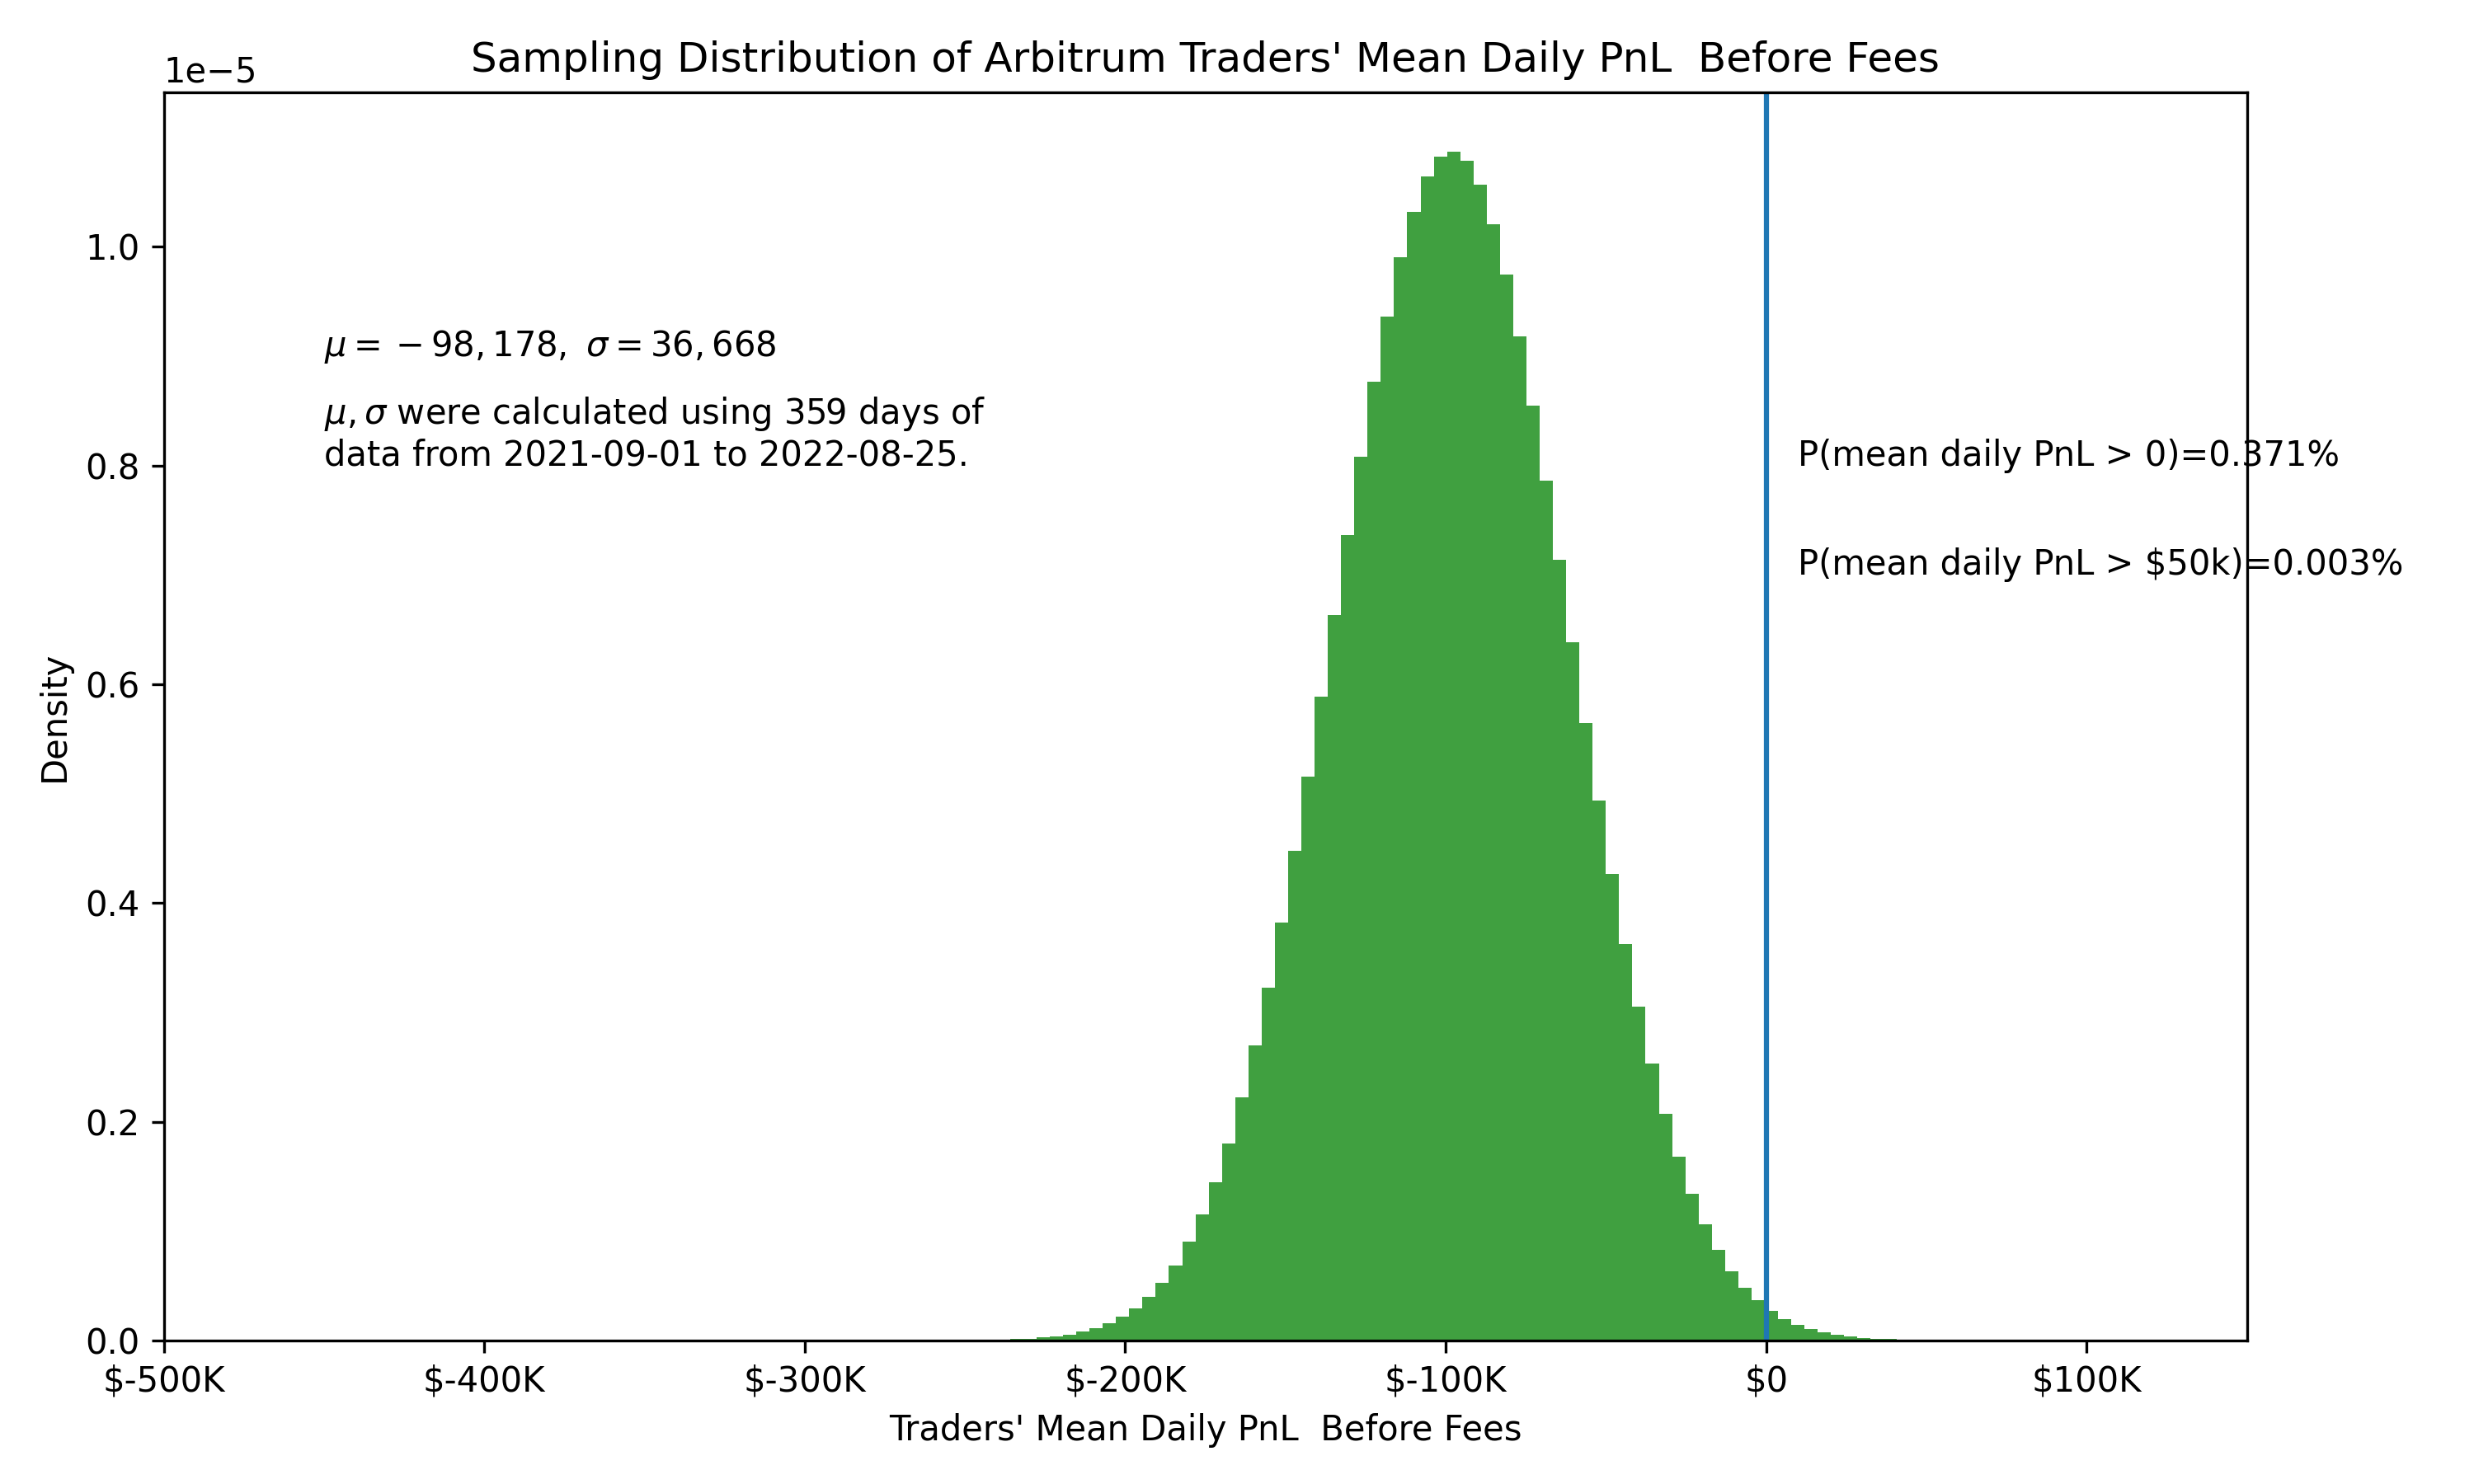 Sampling Distribution of Arbitrum Traders' Mean Daily PnL  Before Fees
1e−5
1.0
0.8
0.6
0.4
0.2
0.0
Density
μ = −98,178, σ = 36,668
μ, σ were calculated using 359 days of
data from 2021-09-01 to 2022-08-25.
P(mean daily PnL > 0)=0.371%
P(mean daily PnL > $50k)=0.003%
$-500K $-400K $-300K $-200K $-100K $0 $100K
Traders' Mean Daily PnL  Before Fees